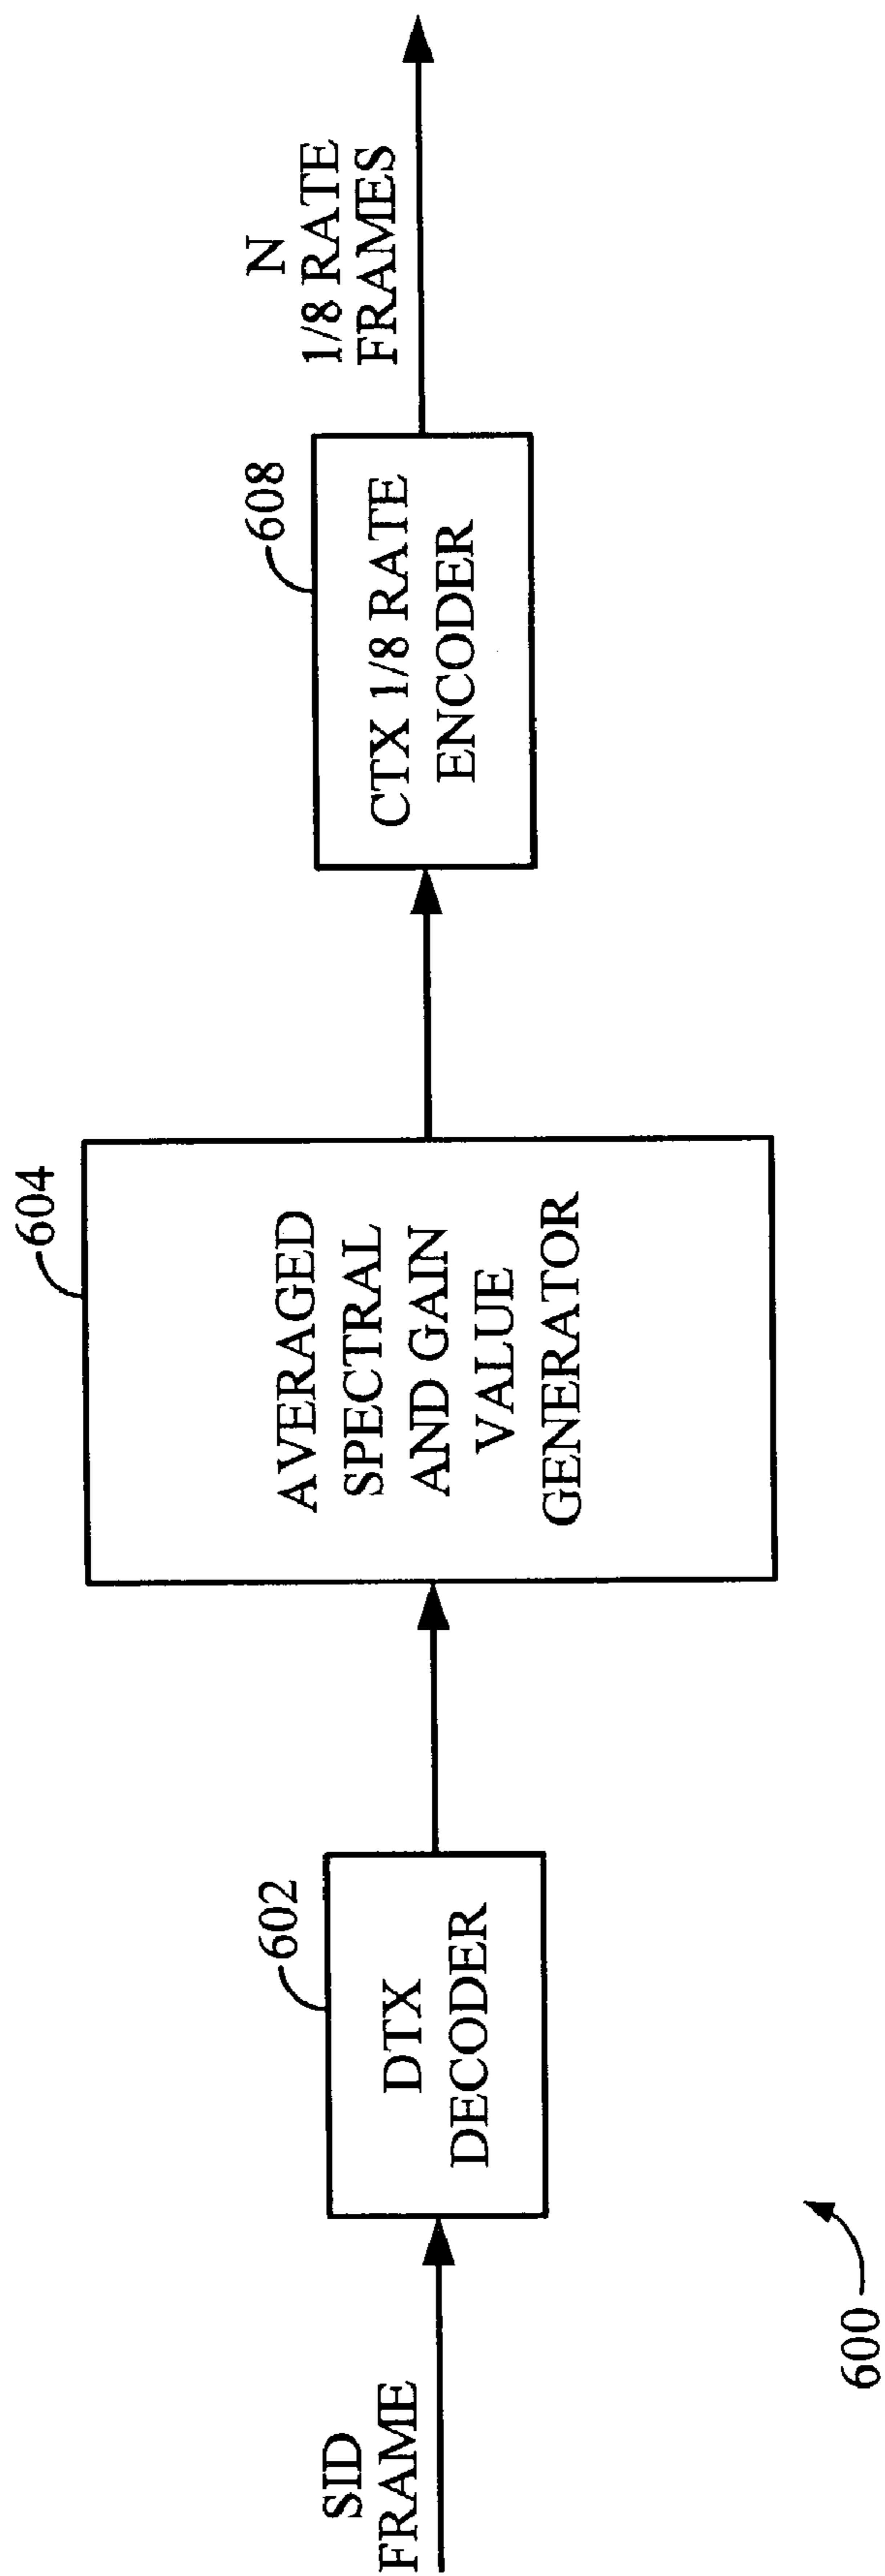 SID
FRAME
602
DTX
DECODER
604
AVERAGED
SPECTRAL
AND GAIN
VALUE
GENERATOR
608
CTX 1/8 RATE
ENCODER
N
1/8 RATE
FRAMES
600